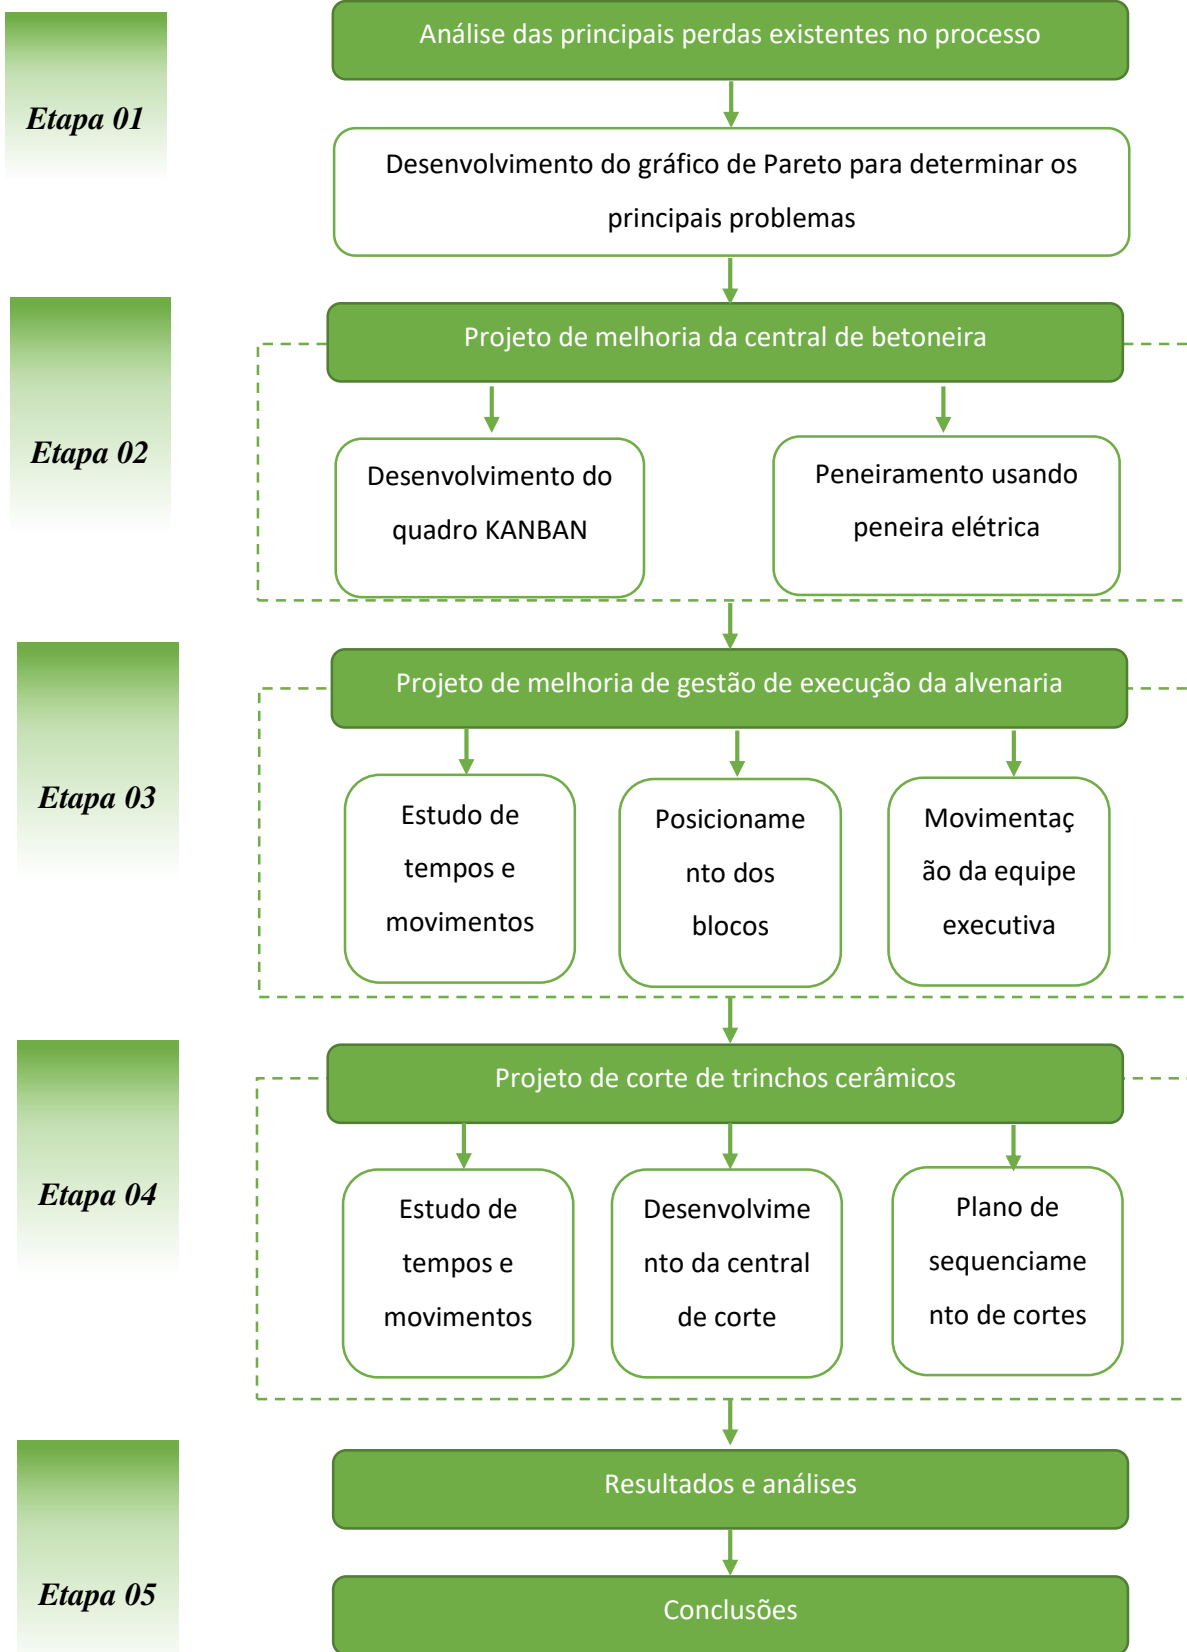 Análise das principais perdas existentes no processo
Etapa 01
Desenvolvimento do gráfico de Pareto para determinar os
principais problemas
Projeto de melhoria da central de betoneira
Etapa 02
Desenvolvimento do
quadro KANBAN
Peneiramento usando
peneira elétrica
Projeto de melhoria de gestão de execução da alvenaria
Etapa 03
Estudo de
tempos e
movimentos
Posicioname
nto dos
blocos
Movimentaç
ão da equipe
executiva
Projeto de corte de trinchos cerâmicos
Etapa 04
Estudo de
tempos e
movimentos
Desenvolvime
nto da central
de corte
Plano de
sequenciame
nto de cortes
Resultados e análises
Etapa 05
Conclusões